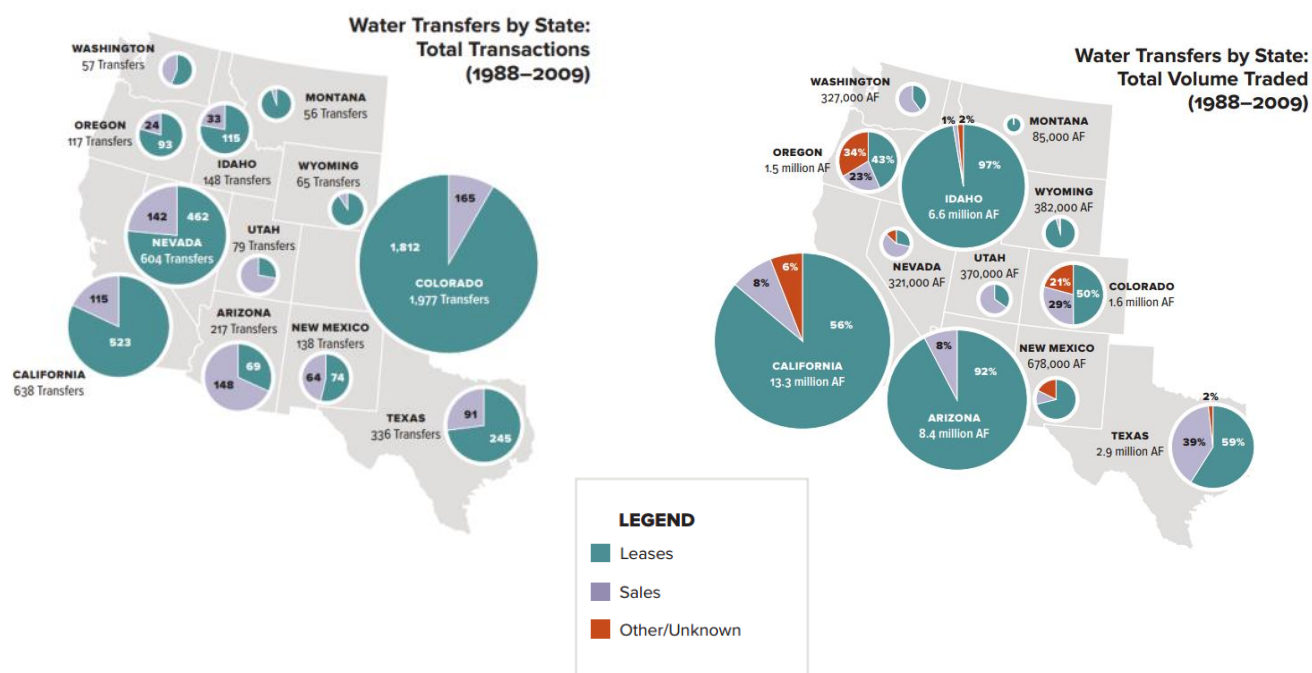 Water Transfers by State:
Total Transactions
(1988–2009)
WASHINGTON
57 Transfers
MONTANA
56 Transfers
OREGON
117 Transfers
24
93
33
115
IDAHO
148 Transfers
WYOMING
65 Transfers
142
462
NEVADA
604 Transfers
UTAH
79 Transfers
165
1,812
COLORADO
1,977 Transfers
115
523
CALIFORNIA
638 Transfers
ARIZONA
217 Transfers
69
148
NEW MEXICO
138 Transfers
64
74
TEXAS
336 Transfers
91
245
Water Transfers by State:
Total Volume Traded
(1988–2009)
WASHINGTON
327,000 AF
MONTANA
85,000 AF
OREGON
1.5 million AF
34%
43%
23%
1%
2%
97%
IDAHO
6.6 million AF
WYOMING
382,000 AF
NEVADA
321,000 AF
UTAH
370,000 AF
21%
50%
29%
COLORADO
1.6 million AF
8%
6%
56%
CALIFORNIA
13.3 million AF
8%
92%
ARIZONA
8.4 million AF
NEW MEXICO
678,000 AF
TEXAS
2.9 million AF
2%
39%
59%
LEGEND
Leases
Sales
Other/Unknown